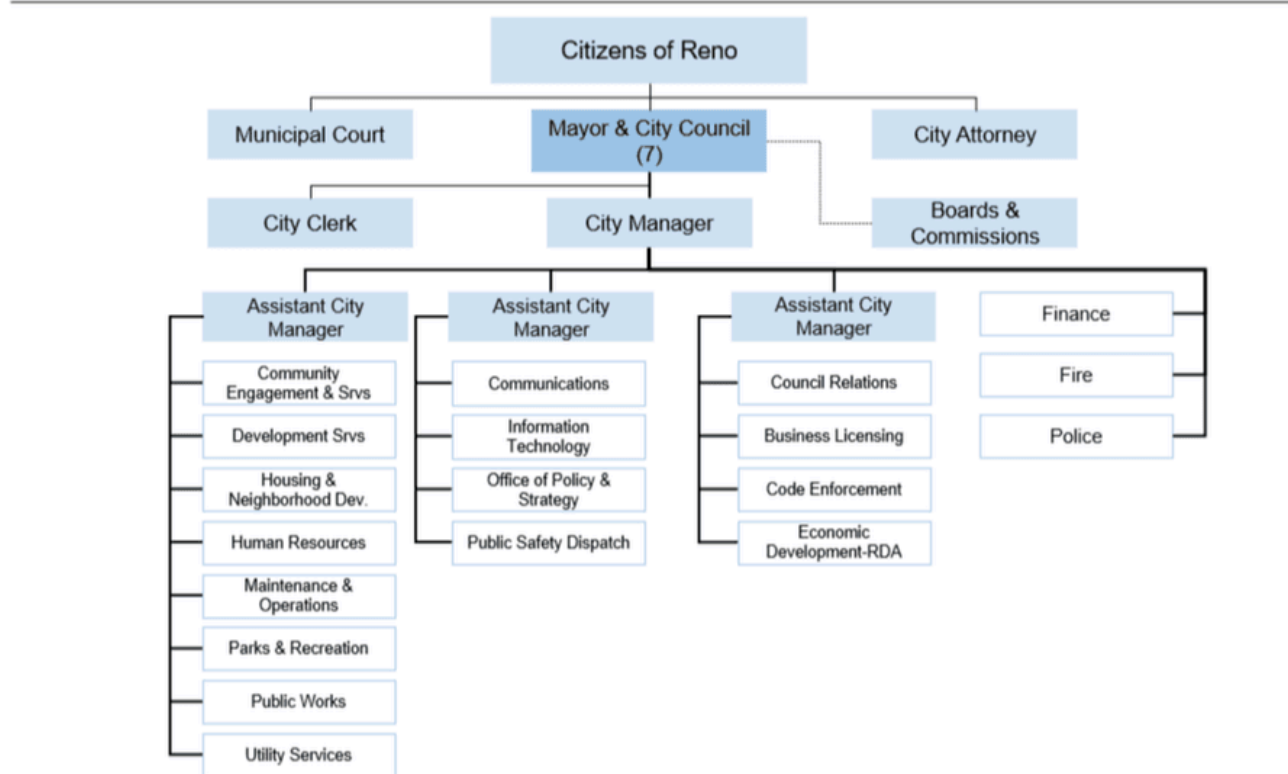 Citizens of Reno
Municipal Court
Mayor & City Council
(7)
City Attorney
City Clerk
City Manager
Boards &
Commissions
Assistant City
Manager
Community
Engagement & Srvs
Development Srvs
Housing &
Neighborhood Dev.
Human Resources
Maintenance &
Operations
Parks & Recreation
Public Works
Utility Services
Assistant City
Manager
Communications
Information
Technology
Office of Policy &
Strategy
Public Safety Dispatch
Assistant City
Manager
Council Relations
Business Licensing
Code Enforcement
Economic
Development-RDA
Finance
Fire
Police